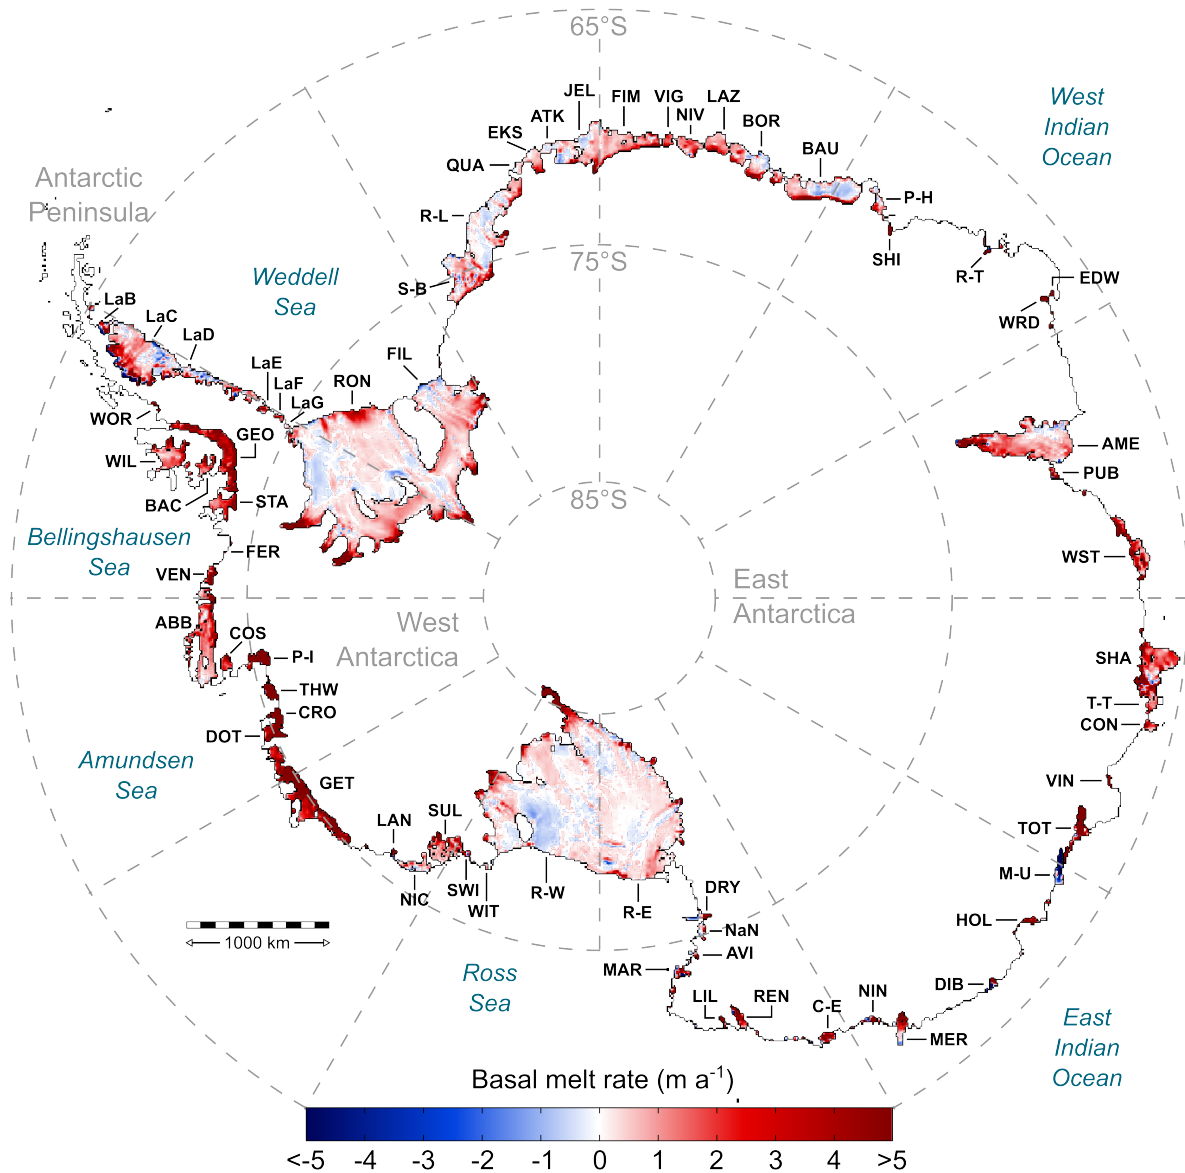 65°S
West
Indian
Ocean
JEL
FIM
VIG
LAZ
ATK
NIV
BOR
EKS
BAU
QUA
Antarctic
Peninsula
P-H
R-L
SHI
R-T
75°S
Weddell
Sea
S-B
EDW
WRD
LaB
LaC
LaD
LaE
LaF
LaG
RON
FIL
WOR
GEO
WIL
BAC
STA
AME
PUB
85°S
Bellingshausen
Sea
FER
WST
VEN
East
Antarctica
ABB
COS
West
Antarctica
P-I
SHA
THW
T-T
CRO
CON
DOT
Amundsen
Sea
GET
VIN
LAN
SUL
TOT
M-U
NIC
SWI
WIT
R-W
R-E
DRY
HOL
NaN
1000 km
AVI
MAR
Ross
Sea
DIB
LIL
REN
C-E
NIN
MER
East
Indian
Ocean
Basal melt rate (m a-1)
<-5 -4 -3 -2 -1 0 1 2 3 4 >5